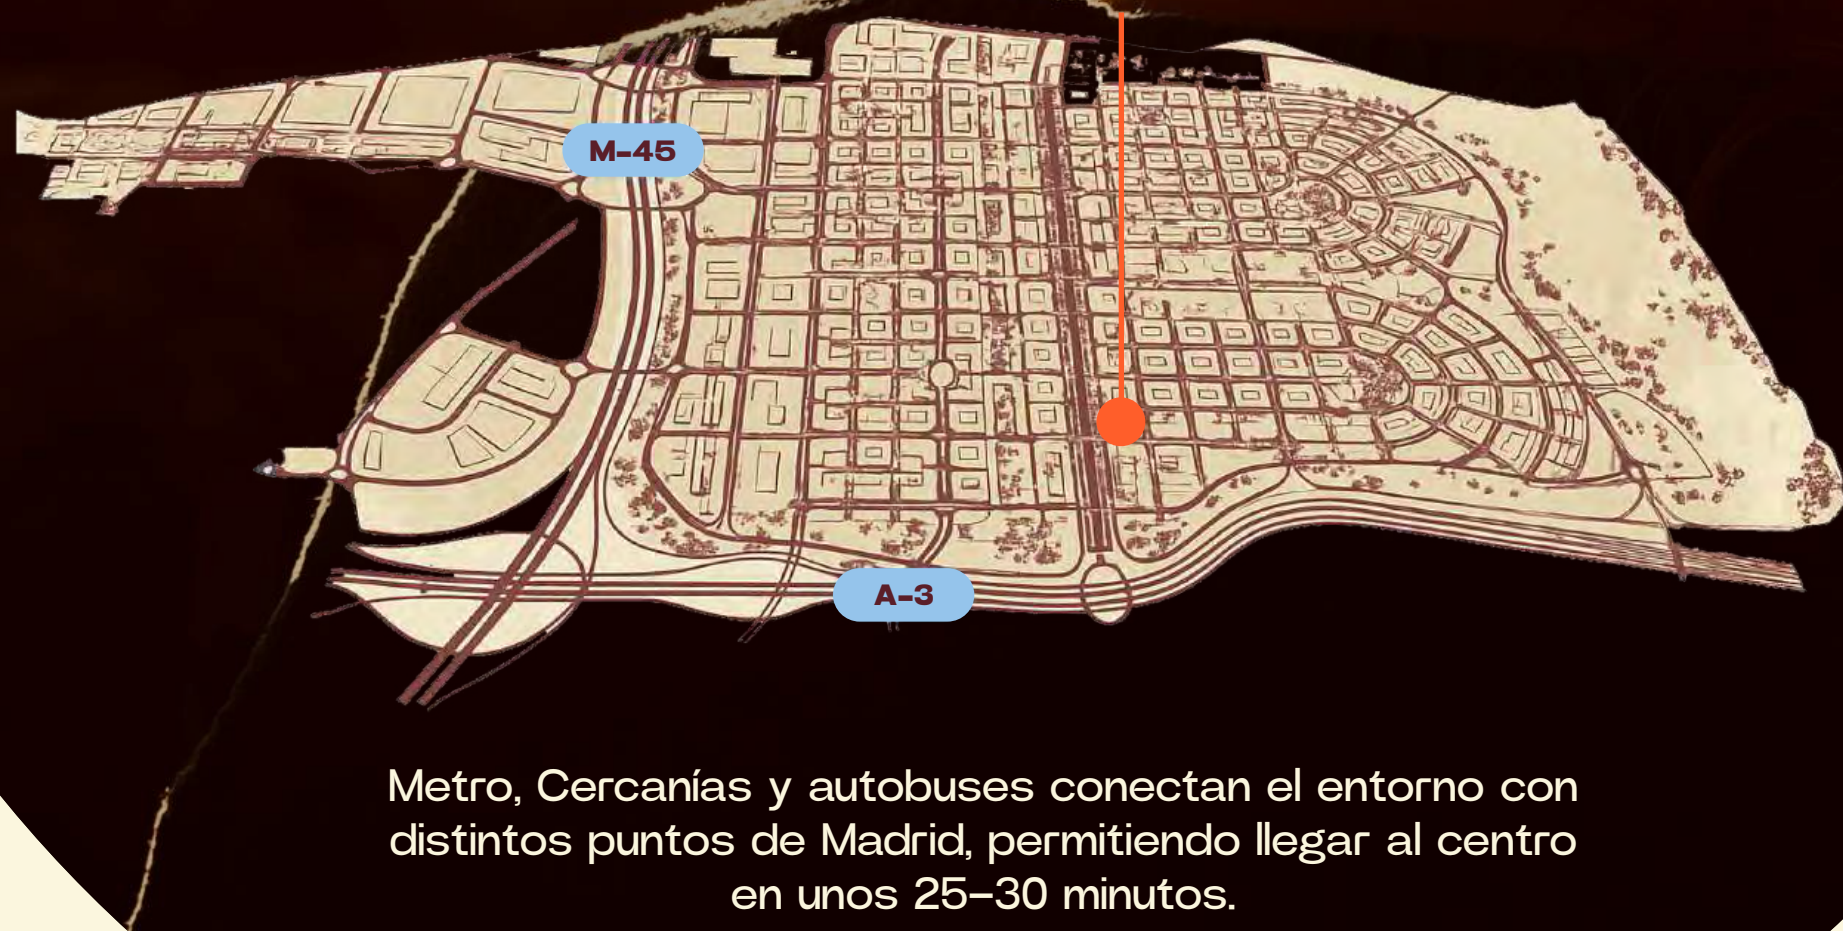 M-45
A-3
Metro, Cercanías y autobuses conectan el entorno con
distintos puntos de Madrid, permitiendo llegar al centro
en unos 25–30 minutos.